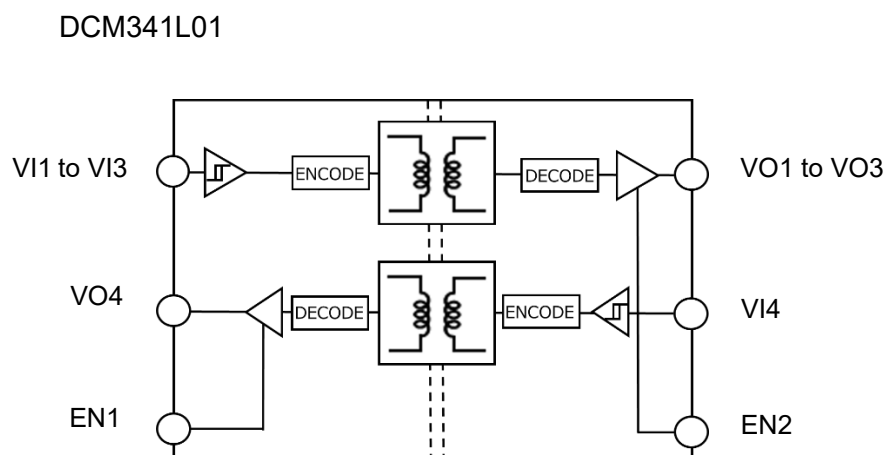 DCM341L01
VI1 to VI3
ENCODE
DECODE
VO1 to VO3
VO4
DECODE
ENCODE
VI4
EN1
EN2